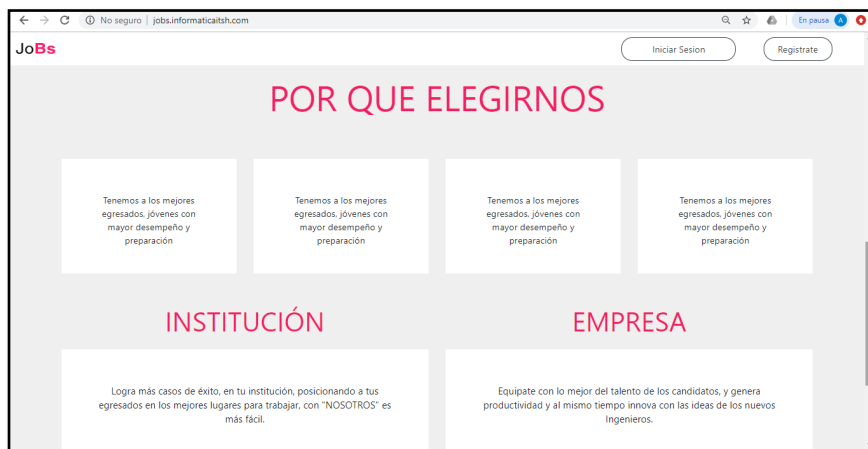 No seguro | jobs.informaticaitsh.com
En pausa A
JoBs
Iniciar Sesion
Registrate
POR QUE ELEGIRNOS
Tenemos a los mejores
egresados, jóvenes con
mayor desempeño y
preparación
Tenemos a los mejores
egresados, jóvenes con
mayor desempeño y
preparación
Tenemos a los mejores
egresados, jóvenes con
mayor desempeño y
preparación
Tenemos a los mejores
egresados, jóvenes con
mayor desempeño y
preparación
INSTITUCIÓN
Logra más casos de éxito, en tu institución, posicionando a tus
egresados en los mejores lugares para trabajar, con "NOSOTROS" es
más fácil.
EMPRESA
Equipate con lo mejor del talento de los candidatos, y genera
productividad y al mismo tiempo innova con las ideas de los nuevos
Ingenieros.